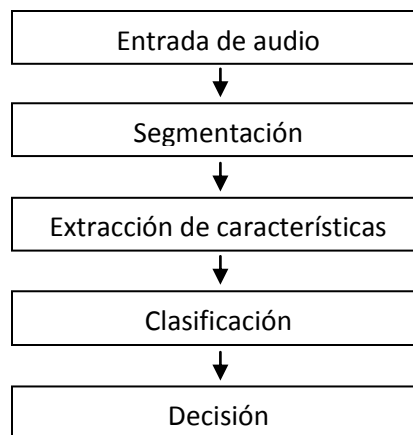 Entrada de audio
Segmentación
Extracción de características
Clasificación
Decisión